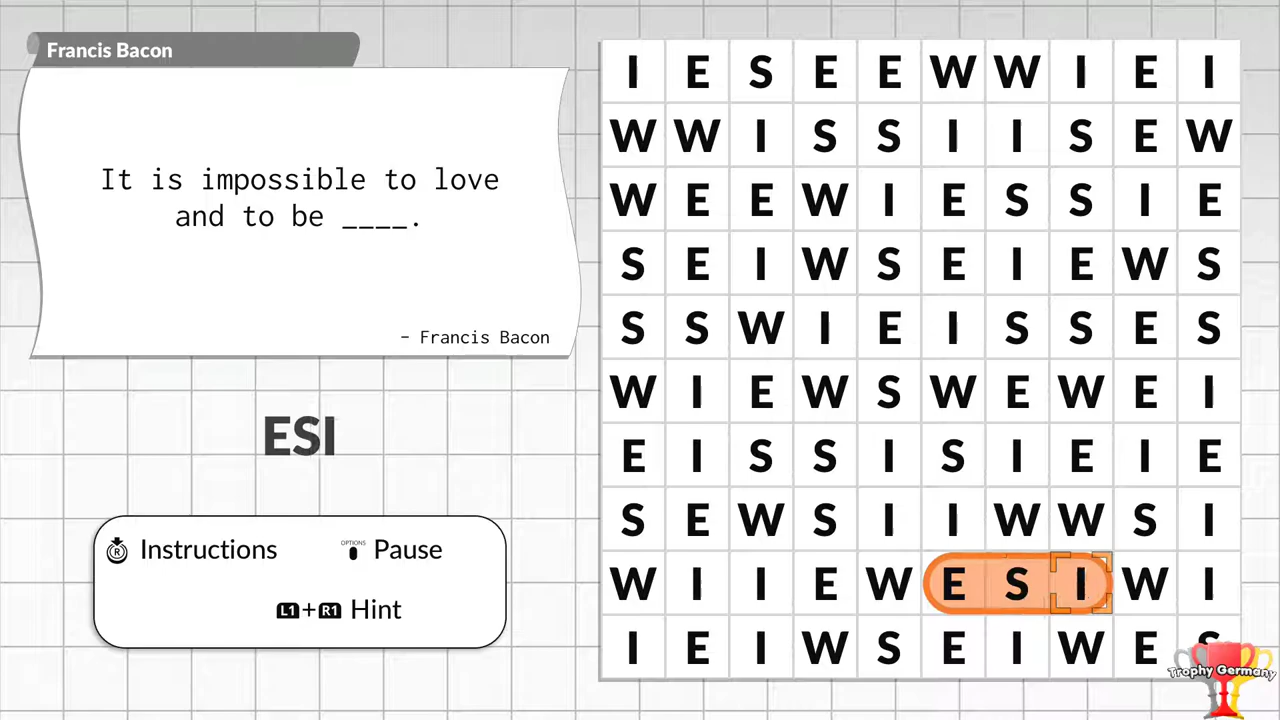 Francis Bacon
It is impossible to love
and to be ____.
– Francis Bacon
ESI
Instructions
OPTIONS
Pause
L1+R1 Hint
I E S E E W W I E I
W W I S S I I S E W
W E E W I E S S I E
S E I W S E I E W S
S S W I E I S S E S
W I E W S W E W E I
E I S S I S I E I E
S E W S I I W W S I
W I I E W E S I W I
I E I W S E I W E S
Trophy Germany